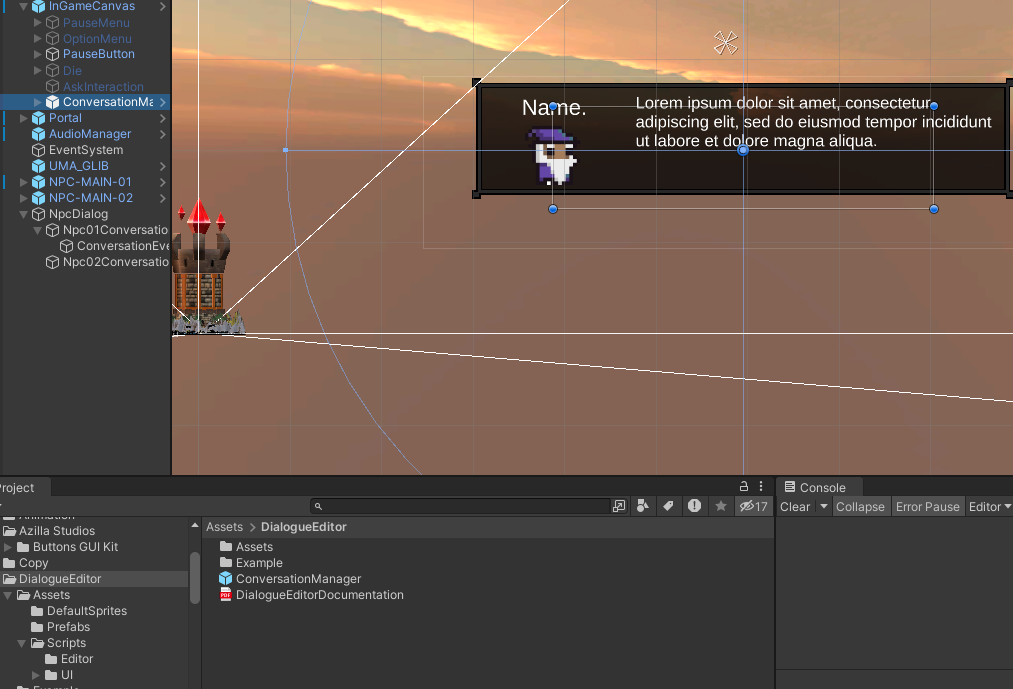 InGameCanvas
PauseMenu
OptionMenu
PauseButton
Die
AskInteraction
ConversationMa
Portal
AudioManager
EventSystem
UMA_GLIB
NPC-MAIN-01
NPC-MAIN-02
NpcDialog
Npc01Conversatio
ConversationEve
Npc02Conversatio
Name.
Lorem ipsum dolor sit amet, consectetur
adipiscing elit, sed do eiusmod tempor incididunt
ut labore et dolore magna aliqua.
roject
17
Animation
Azilla Studios
Buttons GUI Kit
Copy
DialogueEditor
Assets
DefaultSprites
Prefabs
Scripts
Editor
UI
Example
Assets > DialogueEditor
Assets
Example
ConversationManager
PDF
DialogueEditorDocumentation
Console
Clear Collapse Error Pause Editor